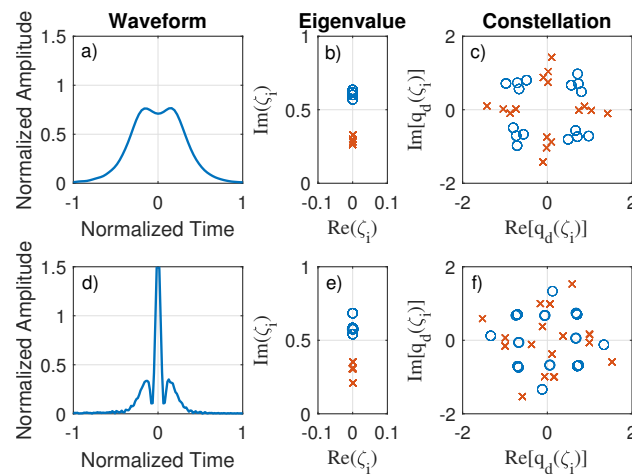 Waveform
Eigenvalue
Constellation
a)
b)
c)
Normalized Amplitude
Im(ζi)
Im[qd(ζi)]
1.5
1
0.5
0
1
0.5
0
2
0
-2
-1 0 1
-0.1 0 0.1
-2 0 2
Normalized Time
Re(ζi)
Re[qd(ζi)]
d)
e)
f)
Normalized Amplitude
Im(ζi)
Im[qd(ζi)]
1.5
1
0.5
0
1
0.5
0
2
0
-2
-1 0 1
-0.1 0 0.1
-2 0 2
Normalized Time
Re(ζi)
Re[qd(ζi)]